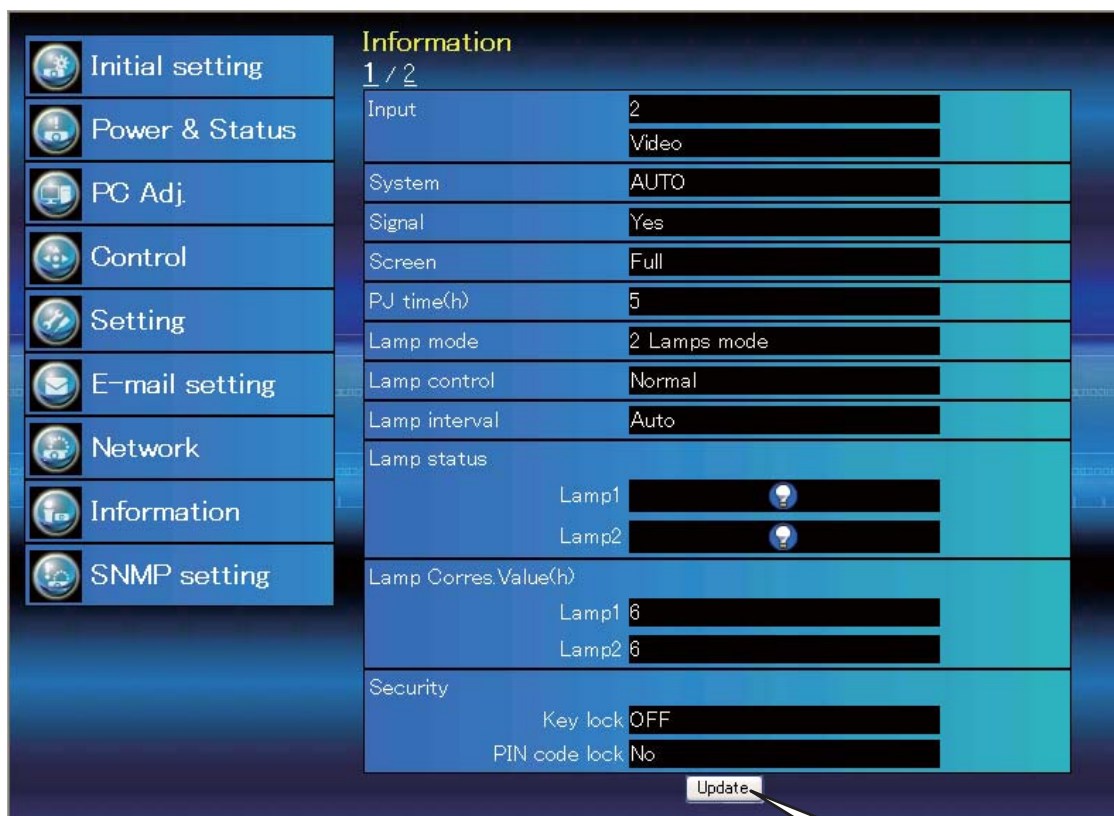 Initial setting
Power & Status
PC Adj.
Control
Setting
E-mail setting
Network
Information
SNMP setting
Information
1 / 2
Input 2
Video
System AUTO
Signal Yes
Screen Full
PJ time(h) 5
Lamp mode 2 Lamps mode
Lamp control Normal
Lamp interval Auto
Lamp status
Lamp1
Lamp2
Lamp Corres.Value(h)
Lamp1 6
Lamp2 6
Security
Key lock OFF
PIN code lock No
Update